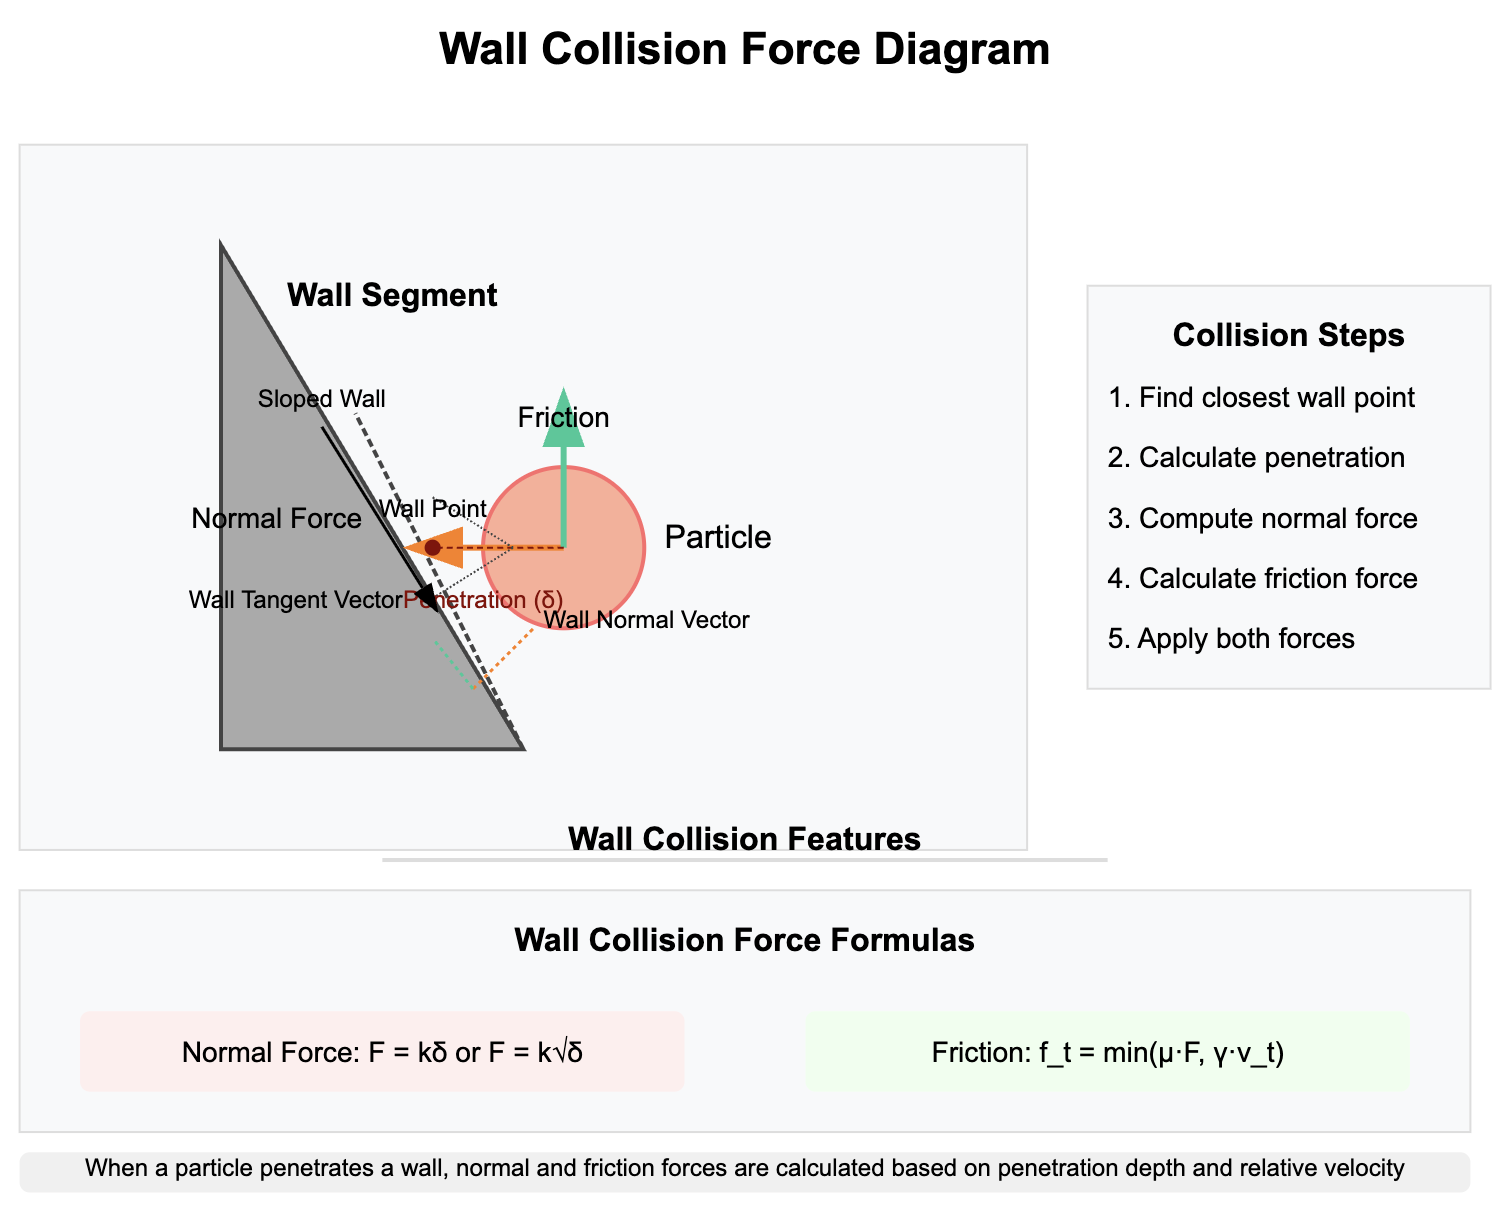 Wall Collision Force Diagram
Wall Segment
Sloped Wall
Friction
Wall Point
Normal Force
Particle
Wall Tangent Vector
Penetration (δ)
Wall Normal Vector
Collision Steps
1. Find closest wall point
2. Calculate penetration
3. Compute normal force
4. Calculate friction force
5. Apply both forces
Wall Collision Features
Wall Collision Force Formulas
Normal Force: F = kδ or F = k√δ
Friction: f_t = min(μ·F, γ·v_t)
When a particle penetrates a wall, normal and friction forces are calculated based on penetration depth and relative velocity